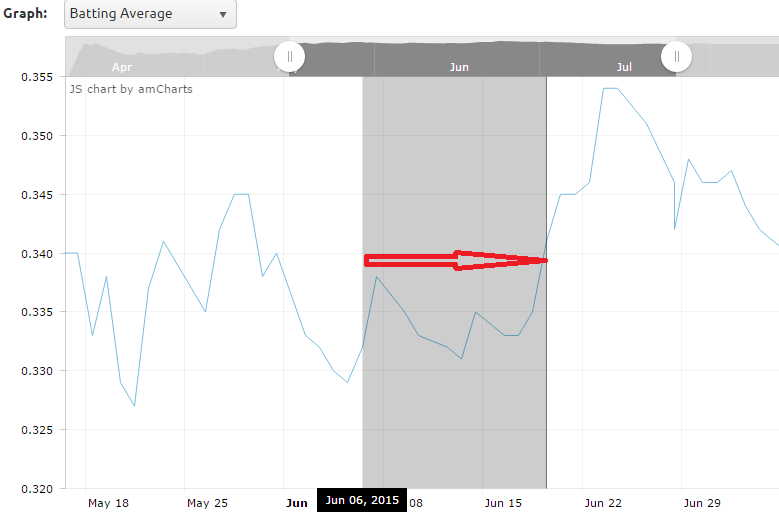 Graph: Batting Average
Apr Jun Jul
JS chart by amCharts
0.355
0.350
0.345
0.340
0.335
0.330
0.325
0.320
May 18 May 25 Jun Jun 06, 2015 08 Jun 15 Jun 22 Jun 29